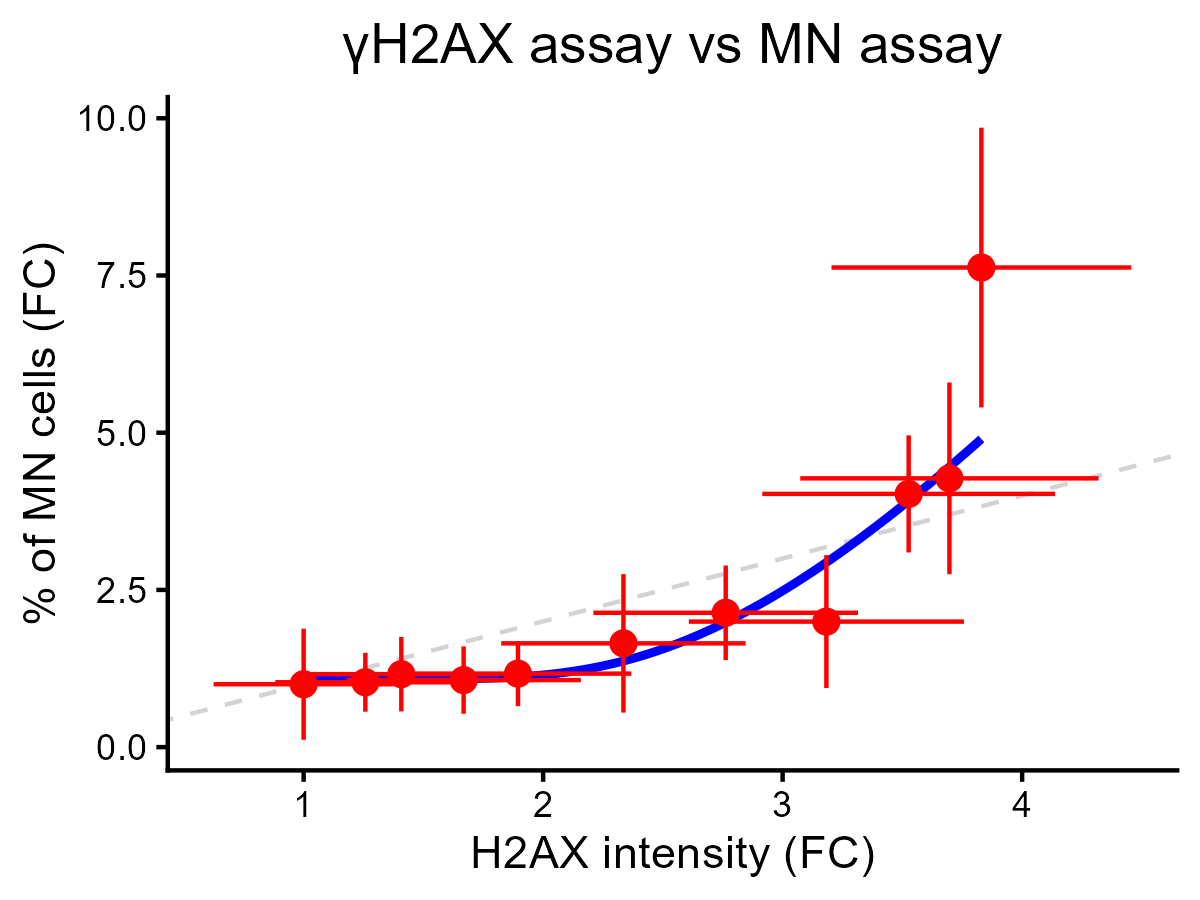 γH2AX assay vs MN assay
% of MN cells (FC)
10.0
7.5
5.0
2.5
0.0
1 2 3 4
H2AX intensity (FC)